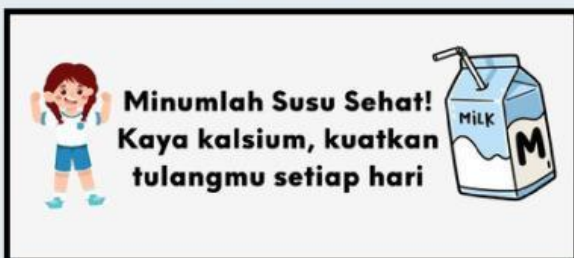 Minumlah Susu Sehat!
Kaya kalsium, kuatkan
tulangmu setiap hari
MiLK
M